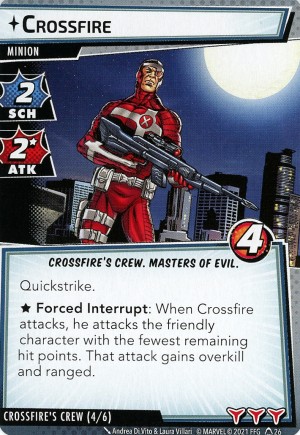 CROSSFIRE
MINION
2
SCH
2*
ATK
4
CROSSFIRE'S CREW. MASTERS OF EVIL.
Quickstrike.
★ Forced Interrupt: When Crossfire
attacks, he attacks the friendly
character with the fewest remaining
hit points. That attack gains overkill
and ranged.
CROSSFIRE'S CREW (4/6)
Andrea Di Vito & Laura Villari. © MARVEL © 2021 FFG 26